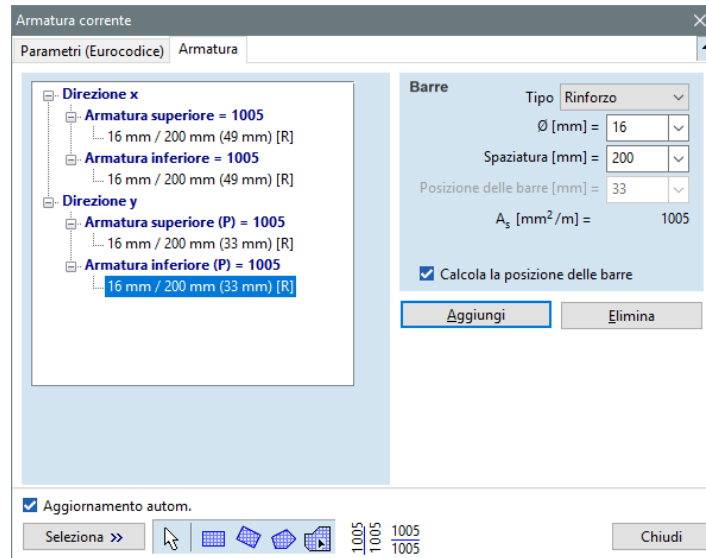 Armatura corrente
Parametri (Eurocodice) Armatura
Direzione x
Armatura superiore = 1005
16 mm / 200 mm (49 mm) [R]
Armatura inferiore = 1005
16 mm / 200 mm (49 mm) [R]
Direzione y
Armatura superiore (P) = 1005
16 mm / 200 mm (33 mm) [R]
Armatura inferiore (P) = 1005
16 mm / 200 mm (33 mm) [R]
Barre
Tipo Rinforzo
Ø [mm] = 16
Spaziatura [mm] = 200
Posizione delle barre [mm] = 33
As [mm²/m] = 1005
Calcola la posizione delle barre
Aggiungi Elimina
Aggiornamento autom.
Seleziona »
1005
1005
1005
1005
Chiudi